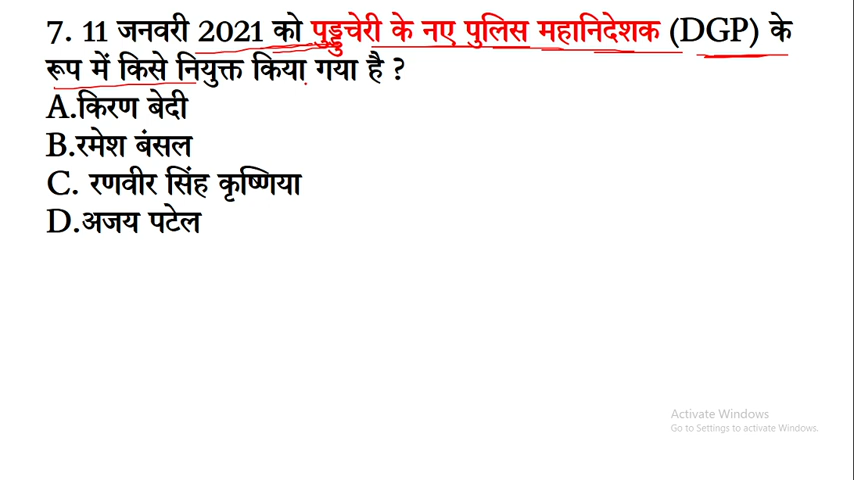 7. 11 जनवरी 2021 को पुड्डुचेरी के नए पुलिस महानिदेशक (DGP) के
रूप में किसे नियुक्त किया गया है ?
A.किरण बेदी
B.रमेश बंसल
C. रणवीर सिंह कृष्णिया
D.अजय पटेल
Activate Windows
Go to Settings to activate Windows.